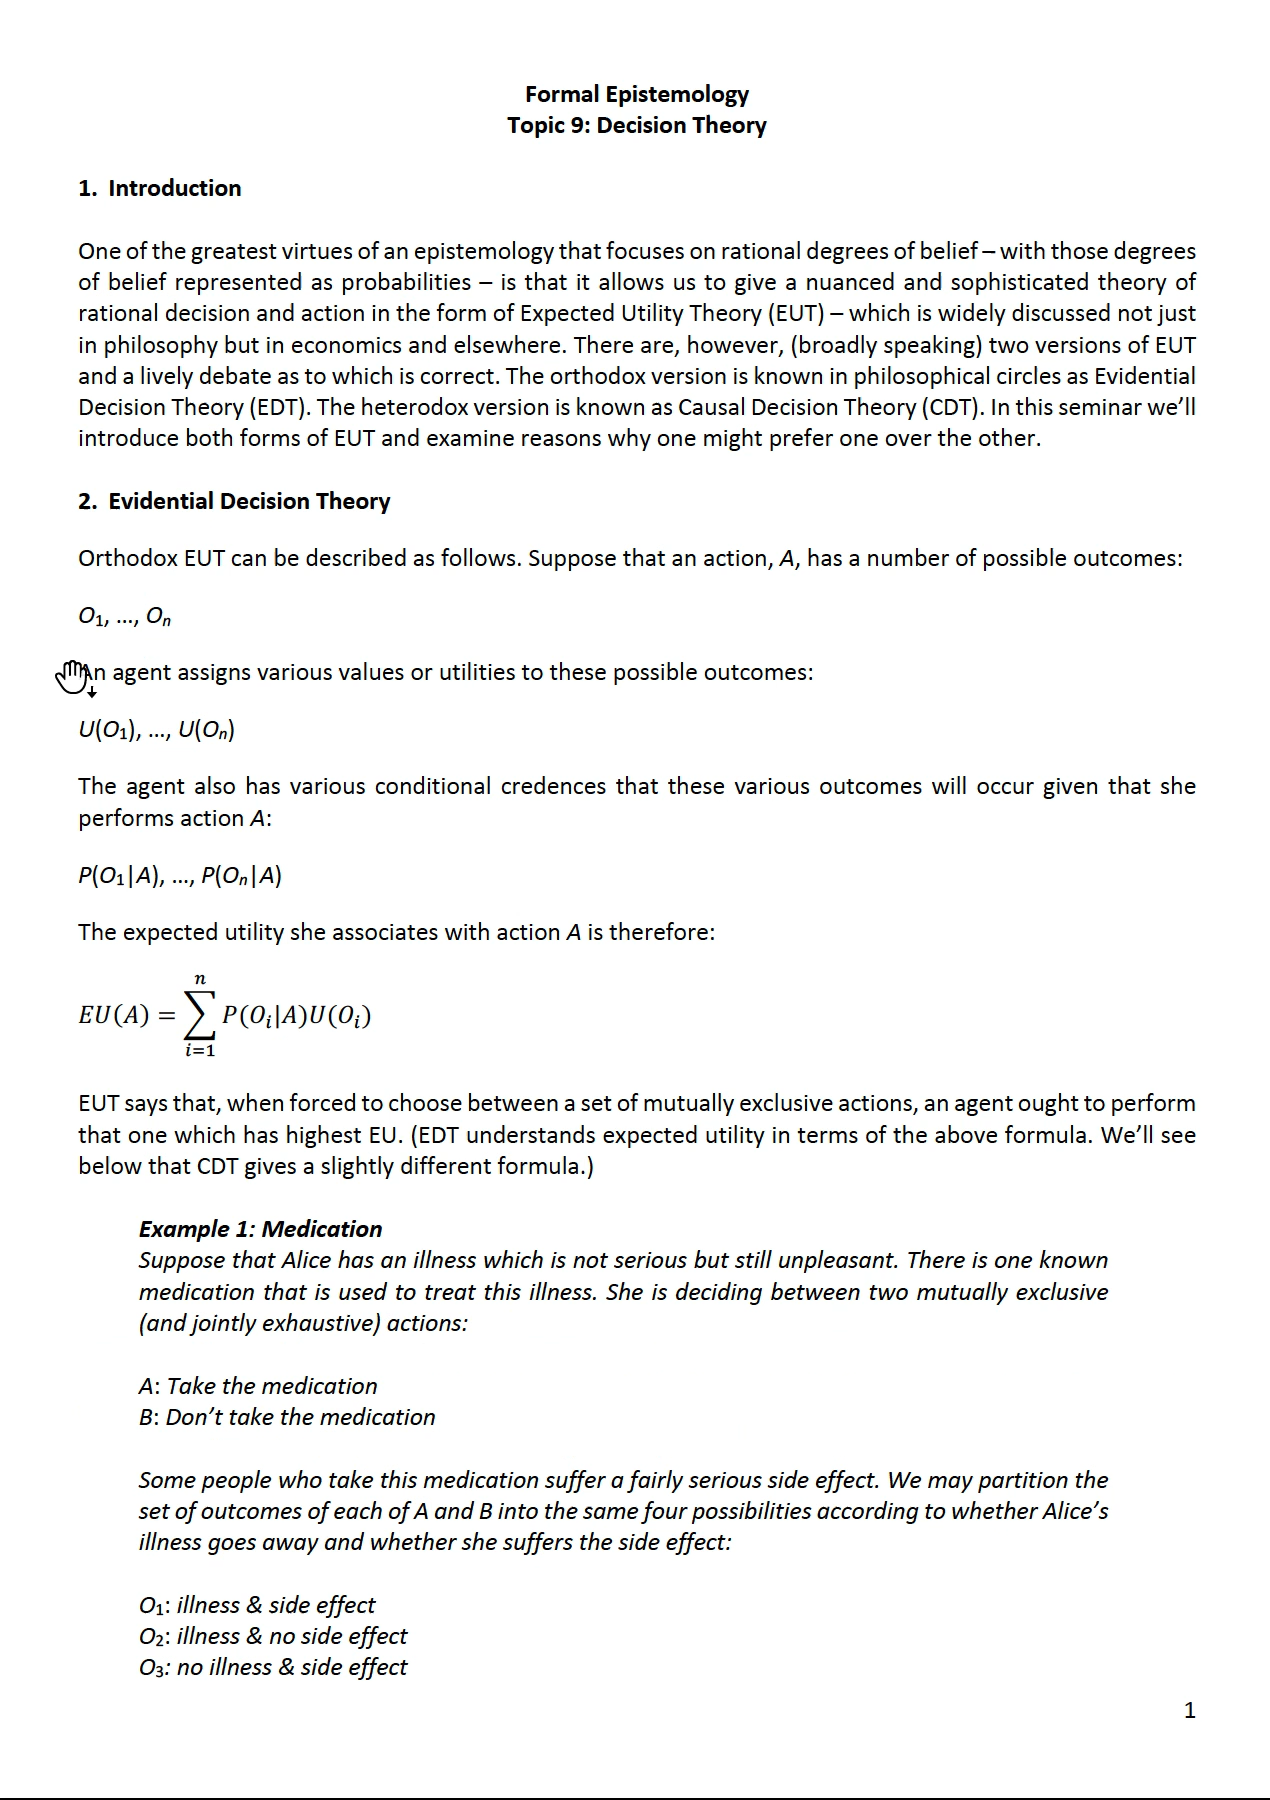 Formal Epistemology
Topic 9: Decision Theory
1. Introduction
One of the greatest virtues of an epistemology that focuses on rational degrees of belief – with those degrees
of belief represented as probabilities – is that it allows us to give a nuanced and sophisticated theory of
rational decision and action in the form of Expected Utility Theory (EUT) – which is widely discussed not just
in philosophy but in economics and elsewhere. There are, however, (broadly speaking) two versions of EUT
and a lively debate as to which is correct. The orthodox version is known in philosophical circles as Evidential
Decision Theory (EDT). The heterodox version is known as Causal Decision Theory (CDT). In this seminar we’ll
introduce both forms of EUT and examine reasons why one might prefer one over the other.
2. Evidential Decision Theory
Orthodox EUT can be described as follows. Suppose that an action, A, has a number of possible outcomes:
O₁, …, Oₙ
An agent assigns various values or utilities to these possible outcomes:
U(O₁), …, U(Oₙ)
The agent also has various conditional credences that these various outcomes will occur given that she
performs action A:
P(O₁|A), …, P(Oₙ|A)
The expected utility she associates with action A is therefore:
EU(A) = ∑ᵢ₌₁ⁿ P(Oᵢ|A)U(Oᵢ)
EUT says that, when forced to choose between a set of mutually exclusive actions, an agent ought to perform
that one which has highest EU. (EDT understands expected utility in terms of the above formula. We’ll see
below that CDT gives a slightly different formula.)
Example 1: Medication
Suppose that Alice has an illness which is not serious but still unpleasant. There is one known
medication that is used to treat this illness. She is deciding between two mutually exclusive
(and jointly exhaustive) actions:
A: Take the medication
B: Don’t take the medication
Some people who take this medication suffer a fairly serious side effect. We may partition the
set of outcomes of each of A and B into the same four possibilities according to whether Alice’s
illness goes away and whether she suffers the side effect:
O₁: illness & side effect
O₂: illness & no side effect
O₃: no illness & side effect
1